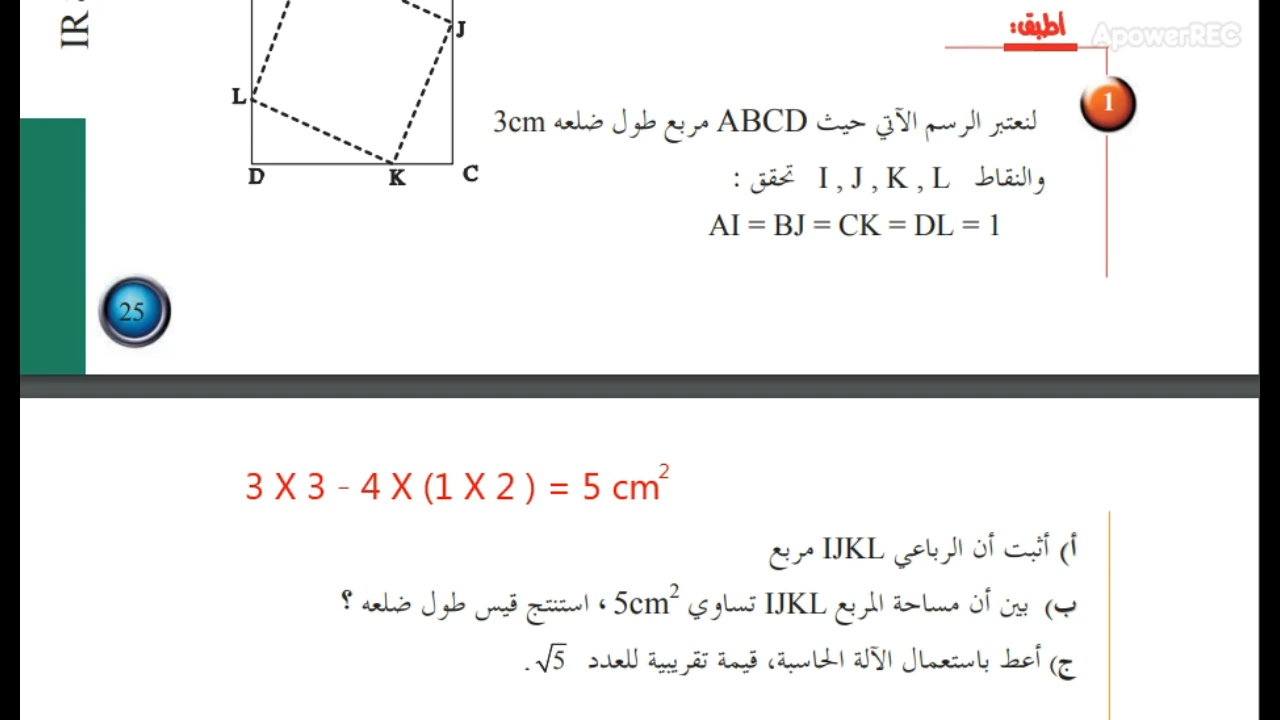 IR
أطبق:
ApowerREC
1
لنعتبر الرسم الآتي حيث ABCD مربع طول ضلعه 3cm
والنقاط I , J , K , L تحقق :
AI = BJ = CK = DL = 1
J
L
D
K
C
25
3 X 3 - 4 X (1 X 2 ) = 5 cm²
أ) أثبت أن الرباعي IJKL مربع
ب) بين أن مساحة المربع IJKL تساوي 5cm² ، استنتج قيس طول ضلعه ؟
ج) أعط باستعمال الآلة الحاسبة، قيمة تقريبية للعدد √5 .